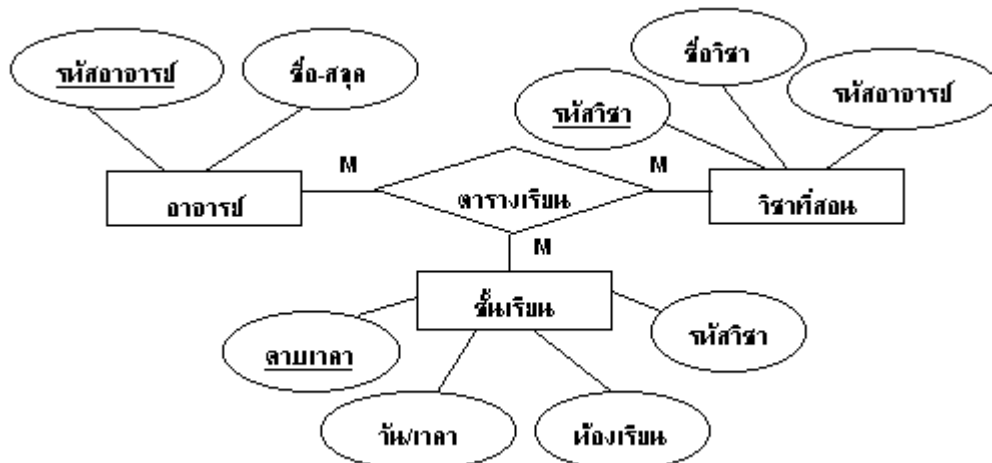 รหัสอาจารย์
ชื่อ-สกุล
ชื่อวิชา
รหัสอาจารย์
รหัสวิชา
M
M
อาจารย์
ตารางเรียน
วิชาที่สอน
M
ชั้นเรียน
รหัสวิชา
คาบเวลา
วัน/เวลา
ห้องเรียน